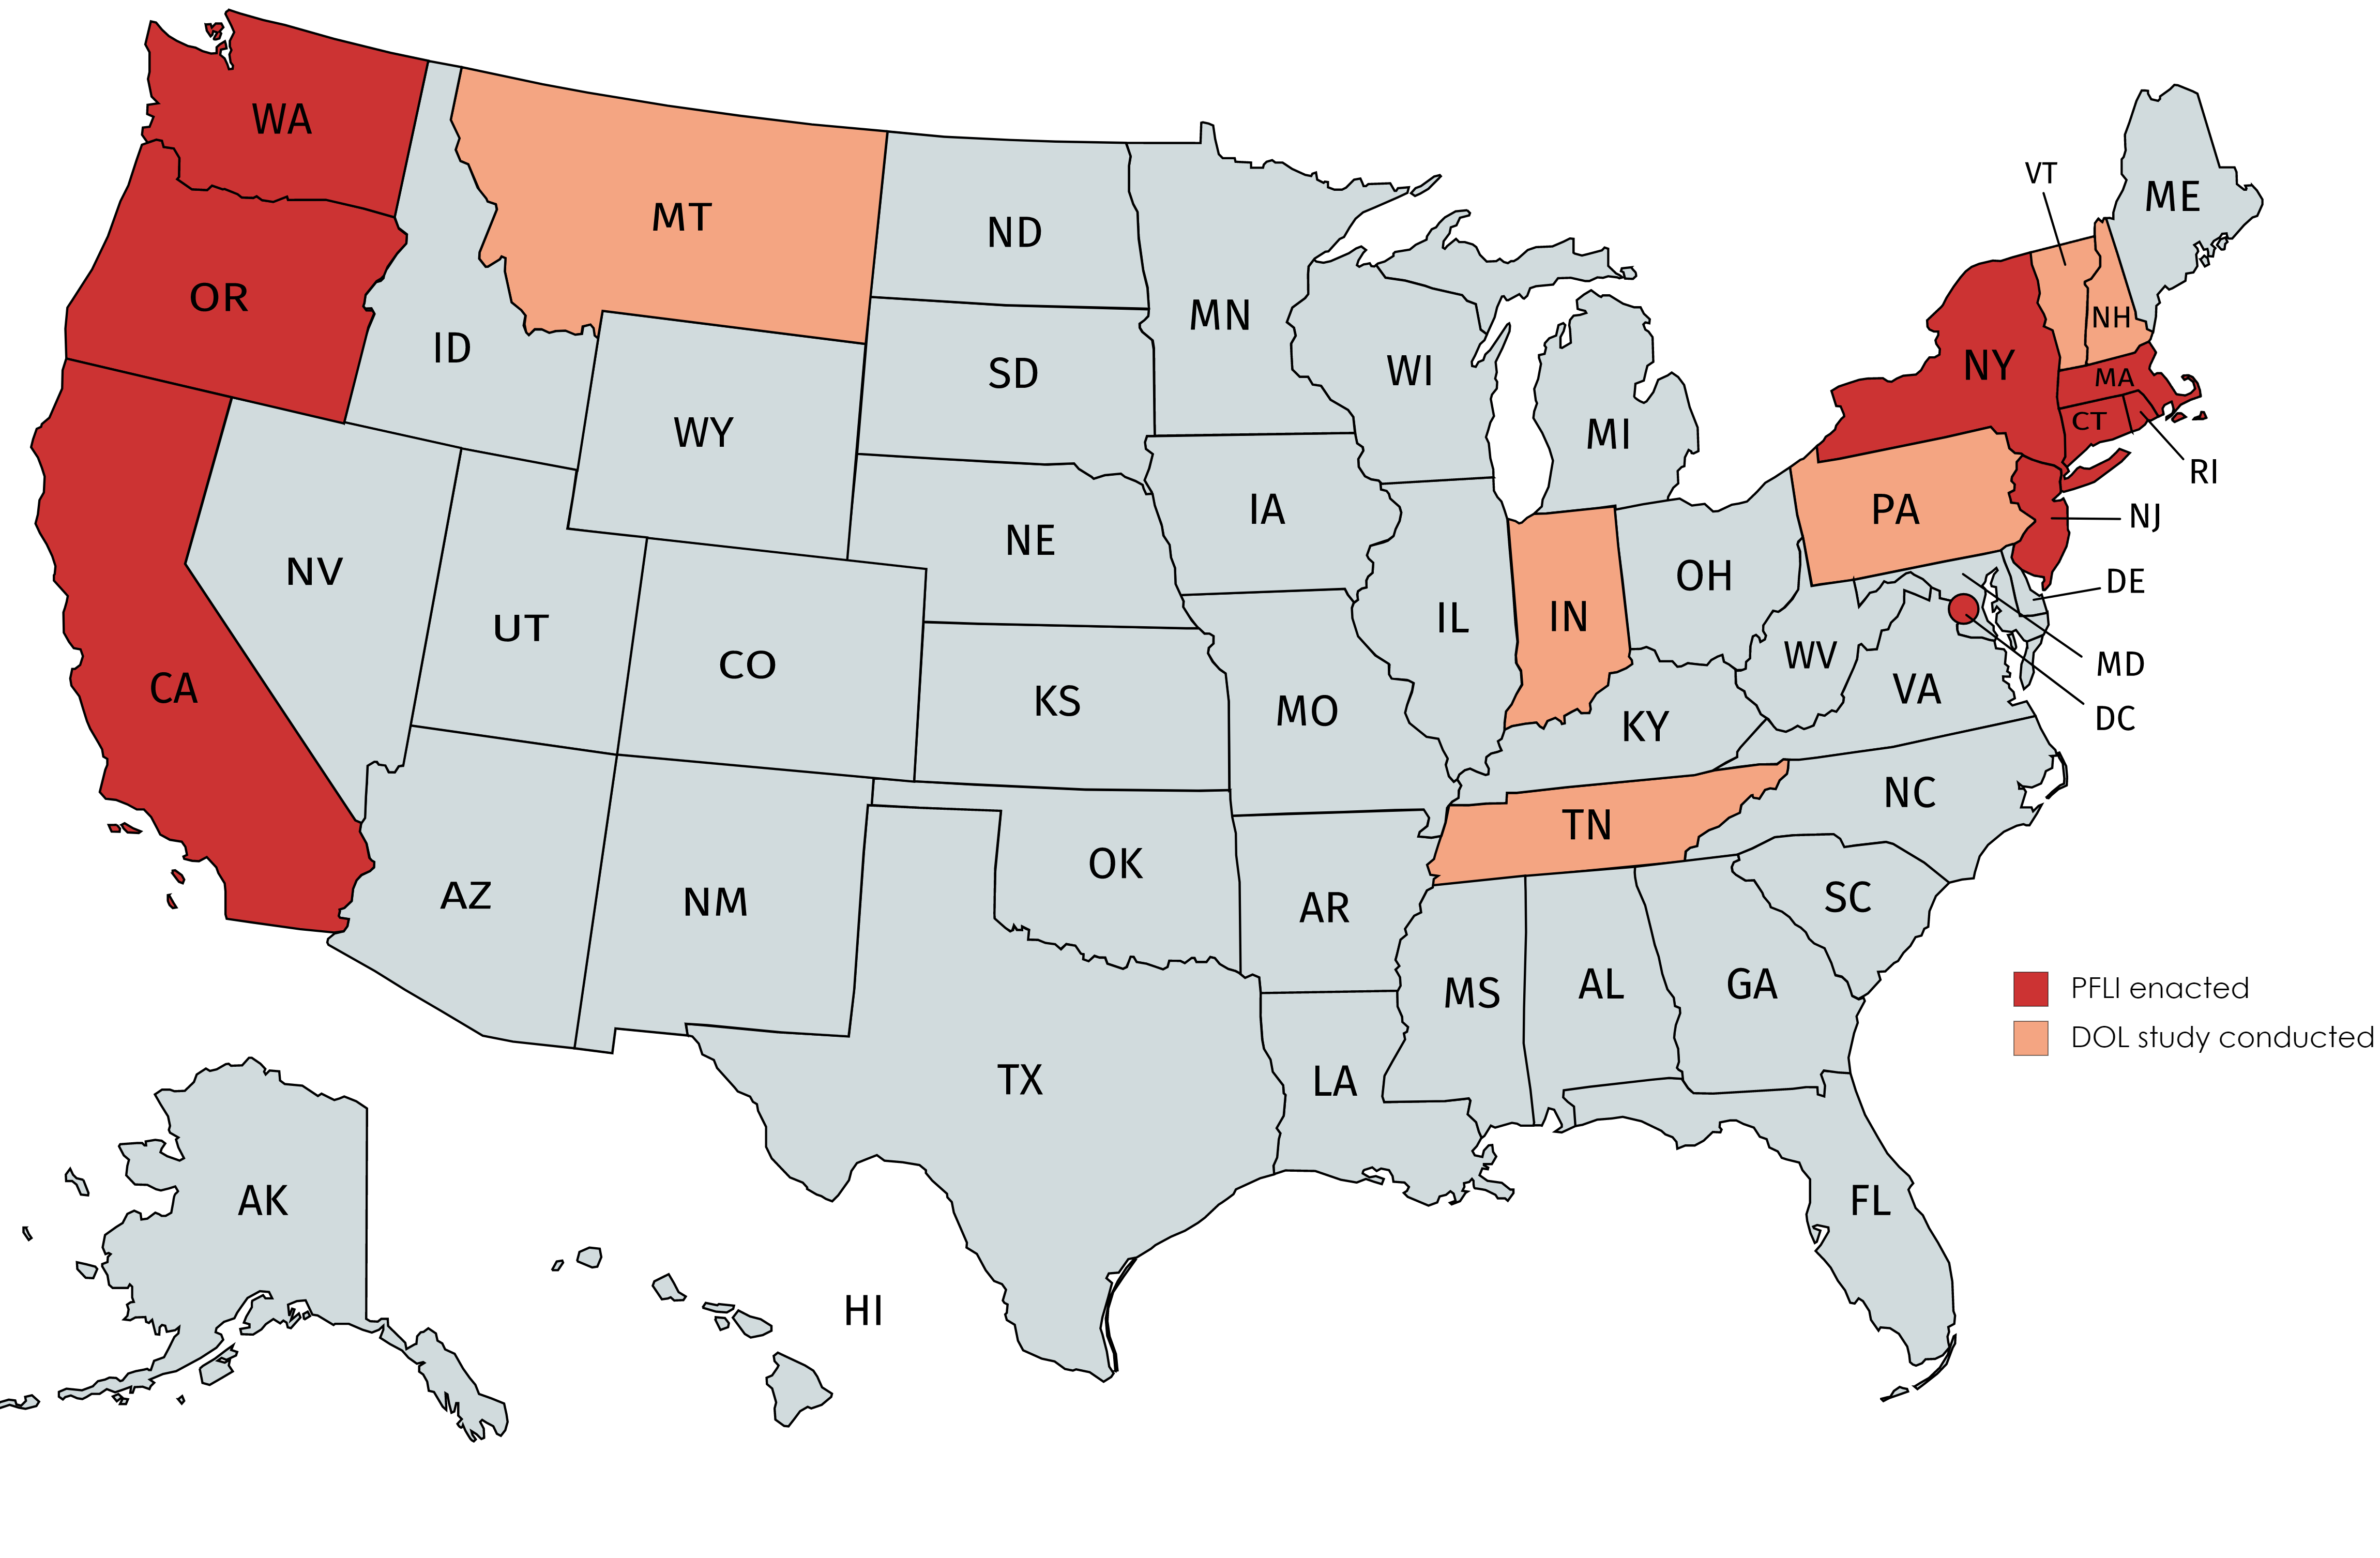 WA
VT
ME
MT
OR
ND
MN
NH
ID
SD
WI
NY
MA
WY
MI
CT
RI
PA
IA
NE
NJ
NV
OH
DE
UT
IL
IN
CO
WV
MD
CA
KS
MO
KY
VA
DC
NC
TN
OK
AZ
NM
AR
SC
MS
AL
GA
PFLI enacted
DOL study conducted
TX
LA
AK
FL
HI